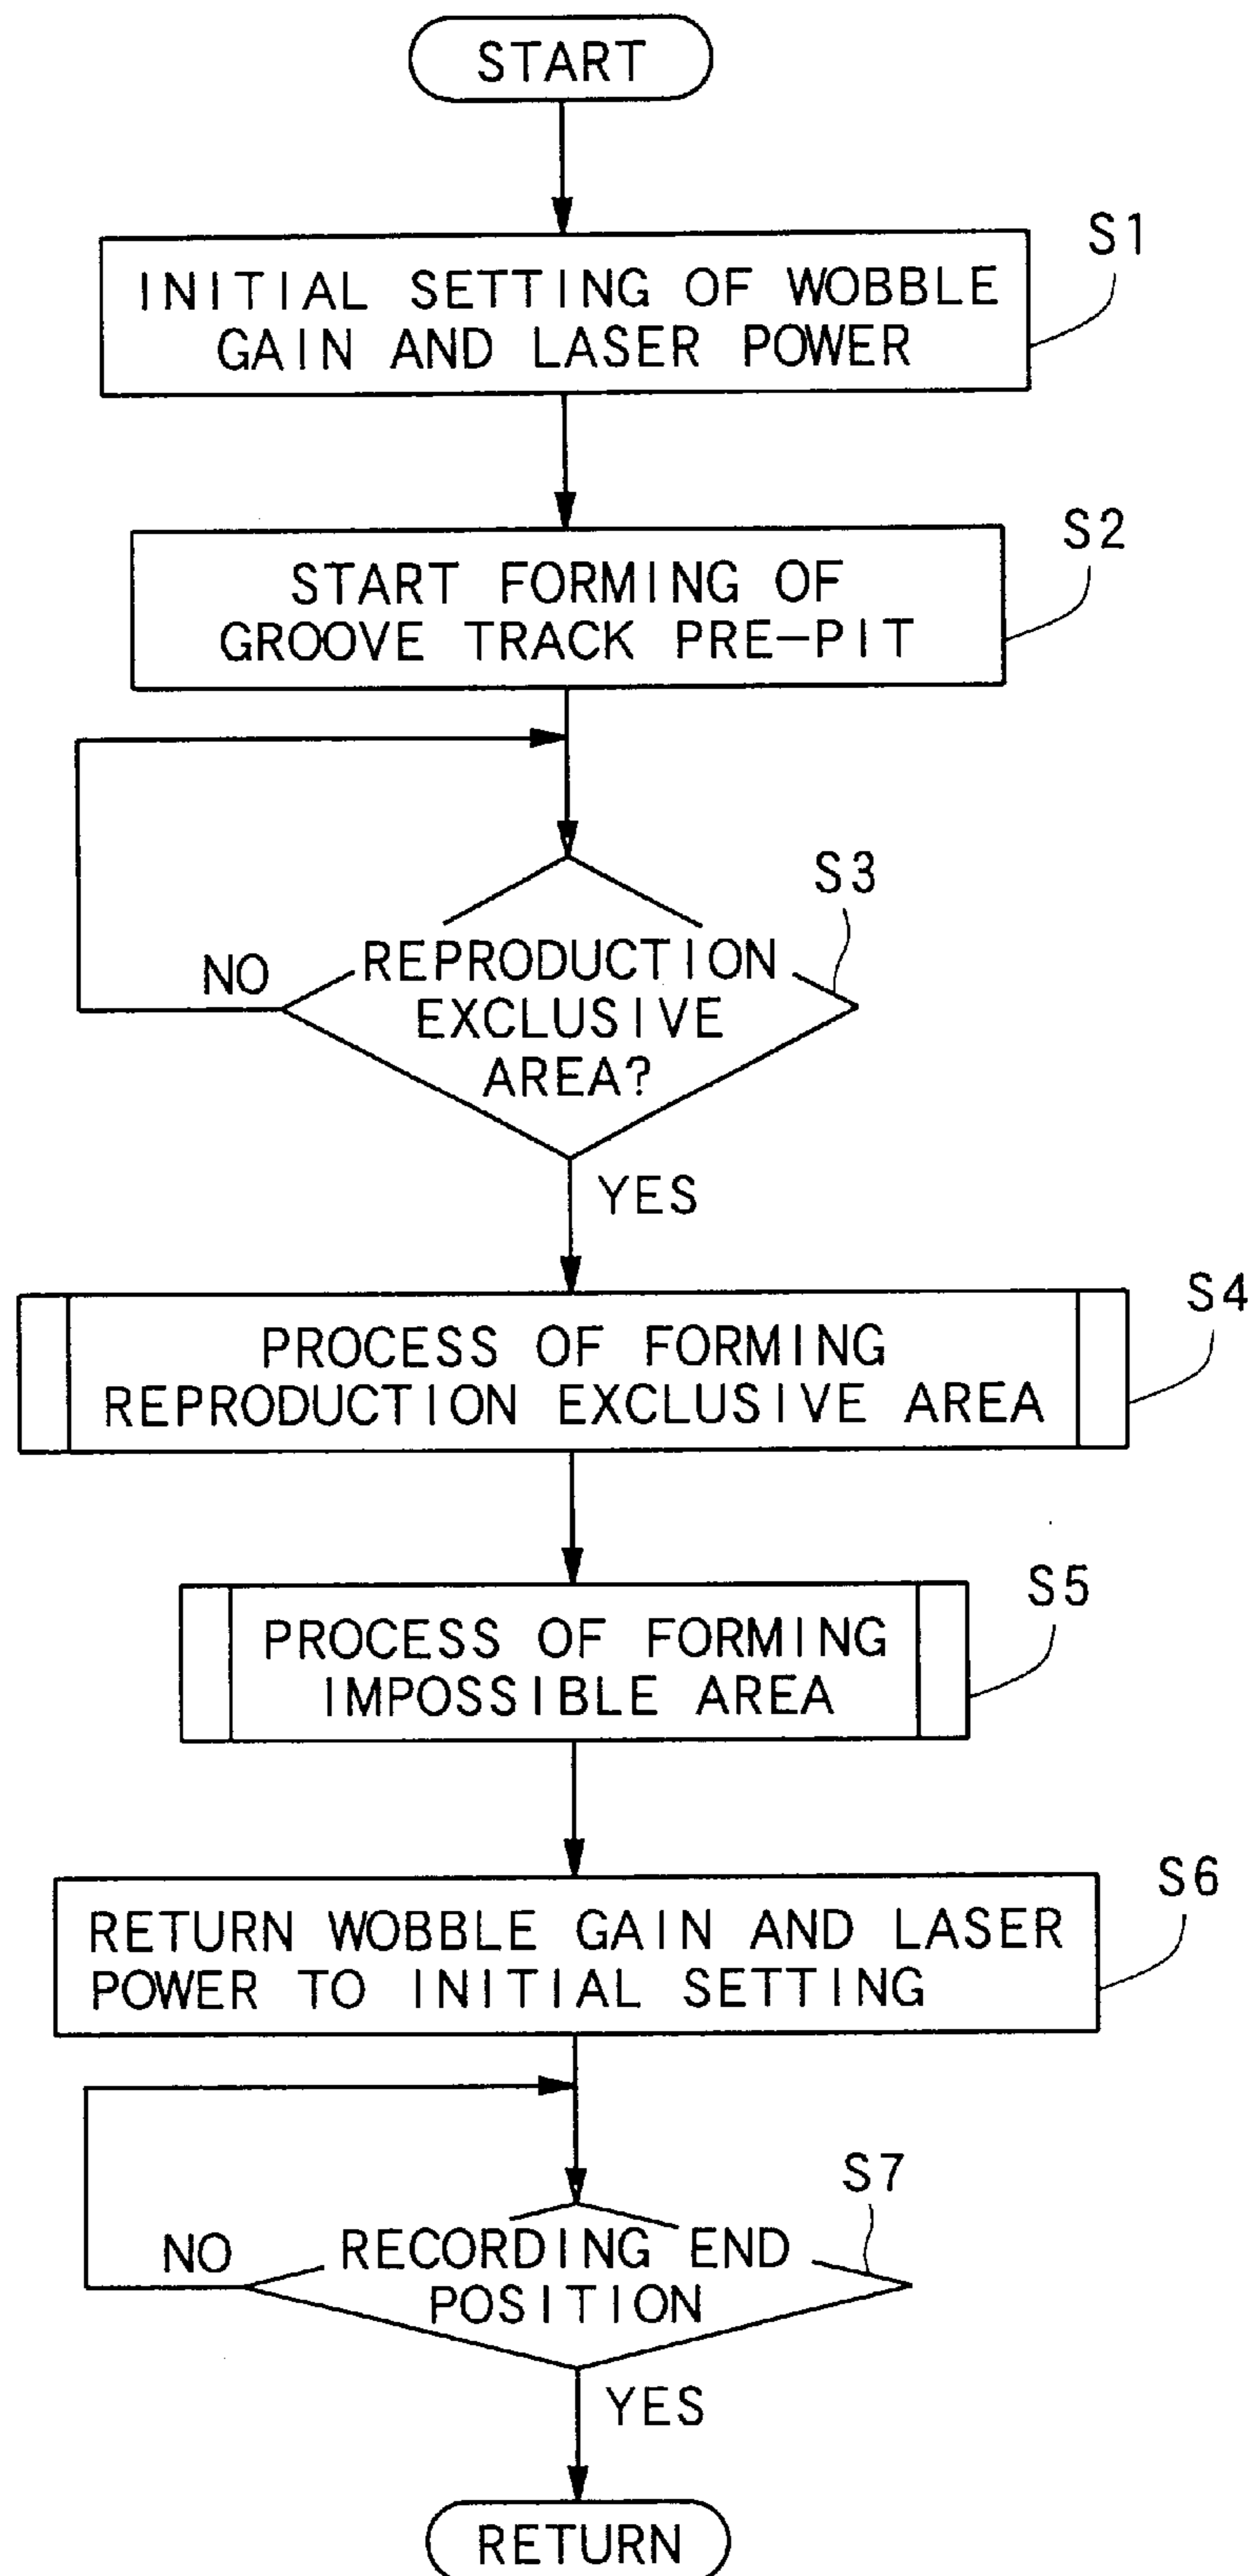 START
S1
INITIAL SETTING OF WOBBLE
GAIN AND LASER POWER
S2
START FORMING OF
GROOVE TRACK PRE-PIT
S3
NO
REPRODUCTION
EXCLUSIVE
AREA?
YES
S4
PROCESS OF FORMING
REPRODUCTION EXCLUSIVE AREA
S5
PROCESS OF FORMING
IMPOSSIBLE AREA
S6
RETURN WOBBLE GAIN AND LASER
POWER TO INITIAL SETTING
S7
NO
RECORDING END
POSITION
YES
RETURN